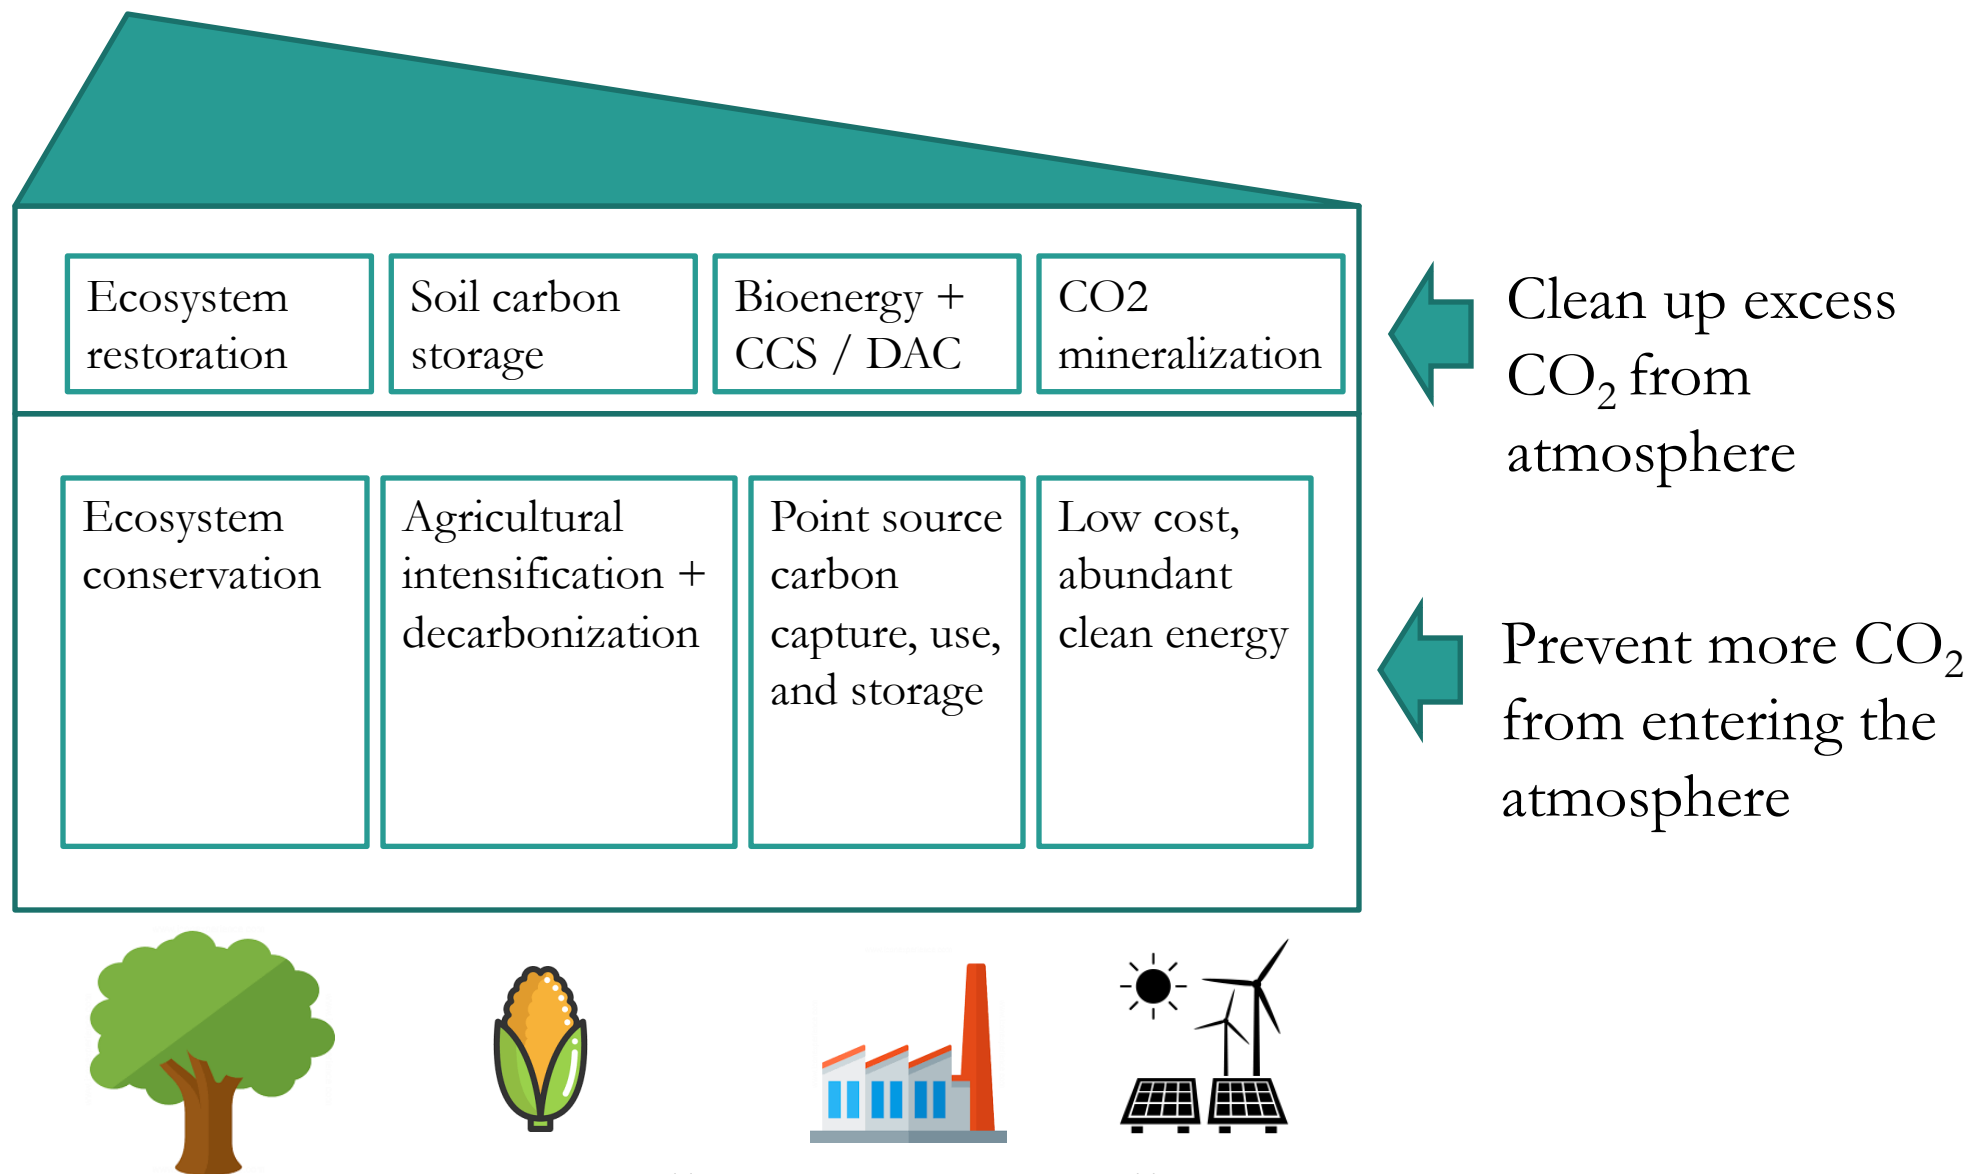 Ecosystem
restoration
Soil carbon
storage
Bioenergy +
CCS / DAC
CO2
mineralization
Clean up excess
CO₂ from
atmosphere
Ecosystem
conservation
Agricultural
intensification +
decarbonization
Point source
carbon
capture, use,
and storage
Low cost,
abundant
clean energy
Prevent more CO₂
from entering the
atmosphere